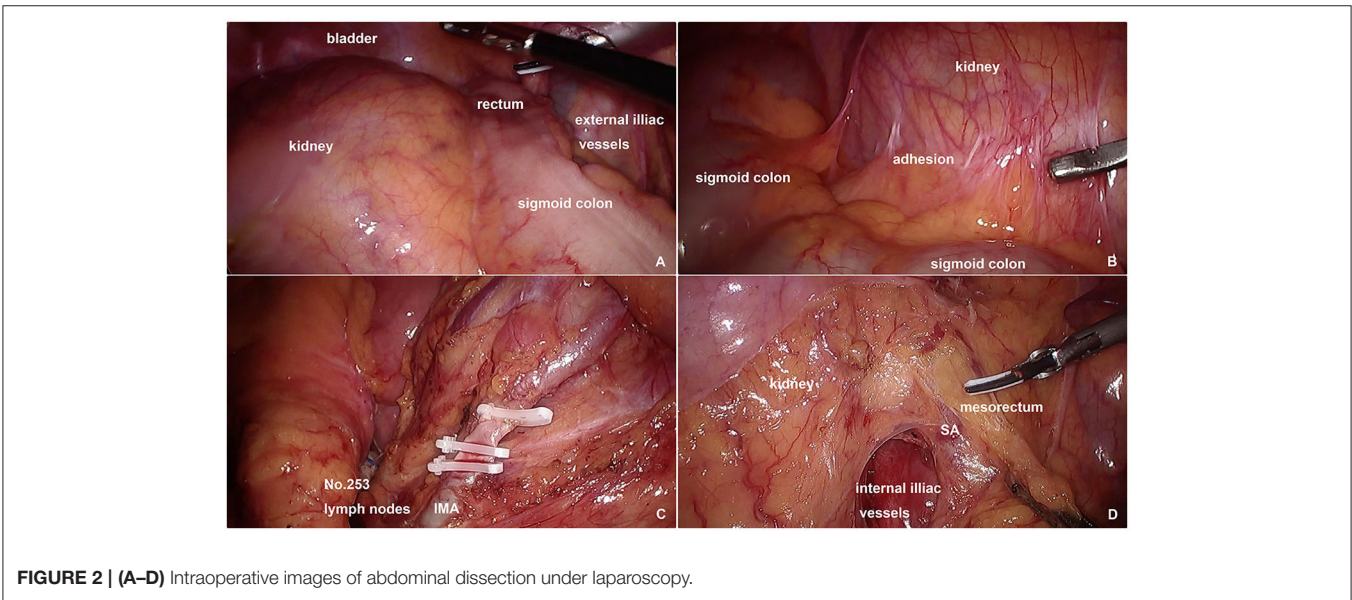 bladder
kidney
rectum
external illiac
vessels
kidney
adhesion
sigmoid colon
sigmoid colon
sigmoid colon
A
B
No.253
lymph nodes
IMA
C
kidney
mesorectum
SA
internal illiac
vessels
D
FIGURE 2 | (A–D) Intraoperative images of abdominal dissection under laparoscopy.